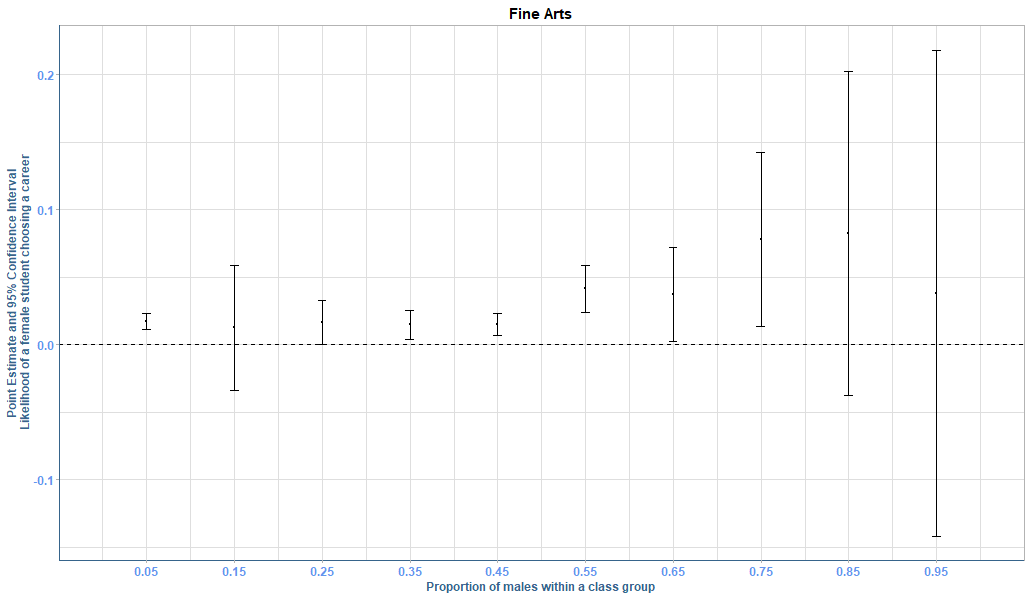 Fine Arts
Point Estimate and 95% Confidence Interval
Likelihood of a female student choosing a career
0.2
0.1
0.0
-0.1
0.05 0.15 0.25 0.35 0.45 0.55 0.65 0.75 0.85 0.95
Proportion of males within a class group